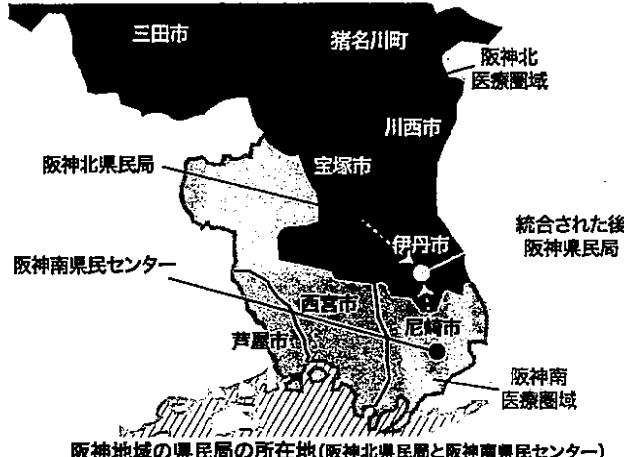 三田市
猪名川町
阪神北
医療圏域
川西市
阪神北県民局
宝塚市
伊丹市
統合された後
阪神県民局
阪神南県民センター
西宮市
尼崎市
芦屋市
阪神南
医療圏域
阪神地域の県民局の所在地(阪神北県民局と阪神南県民センター)